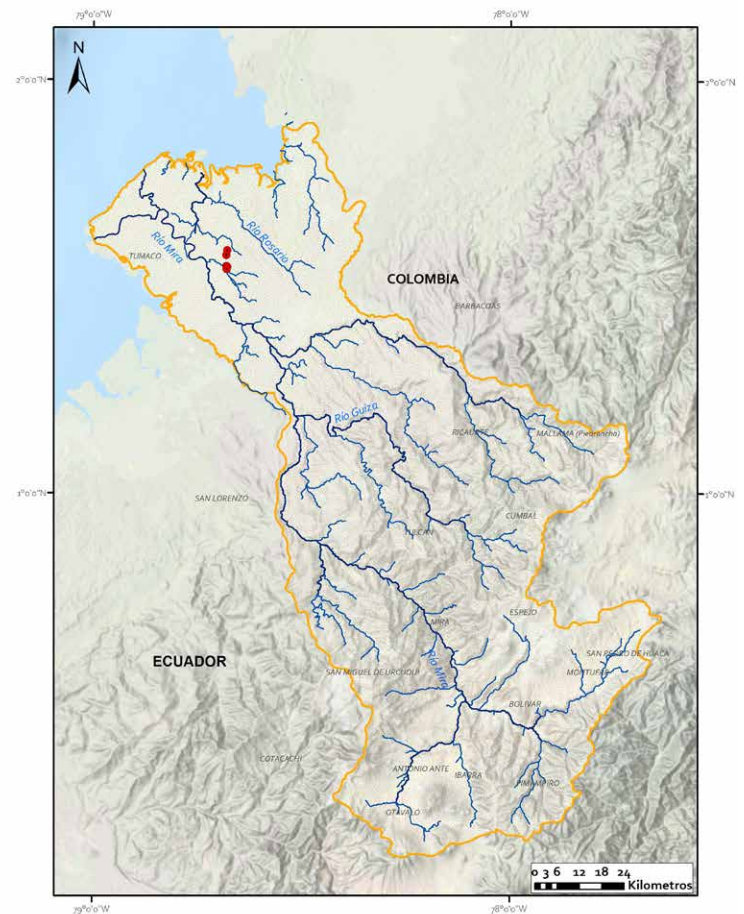 79°0'0"W
78°0'0"W
N
2°0'0"N
2°0'0"N
Río Rosario
Río Mira
TUMACO
COLOMBIA
BARBACOAS
Río Guiza
RICAURTE
MALLAMA (Piedrancha)
1°0'0"N
1°0'0"N
SAN LORENZO
CUMBAL
TULCAN
ESPEJO
MIRA
SAN PEDRO DE HUACA
ECUADOR
Río Mira
MONTUFAR
SAN MIGUEL DE URCUQUI
BOLIVAR
COTACACHI
ANTONIO ANTE
IBARRA
PIMAMPIRO
OTAVALO
0 3 6 12 18 24
Kilometros
79°0'0"W
78°0'0"W